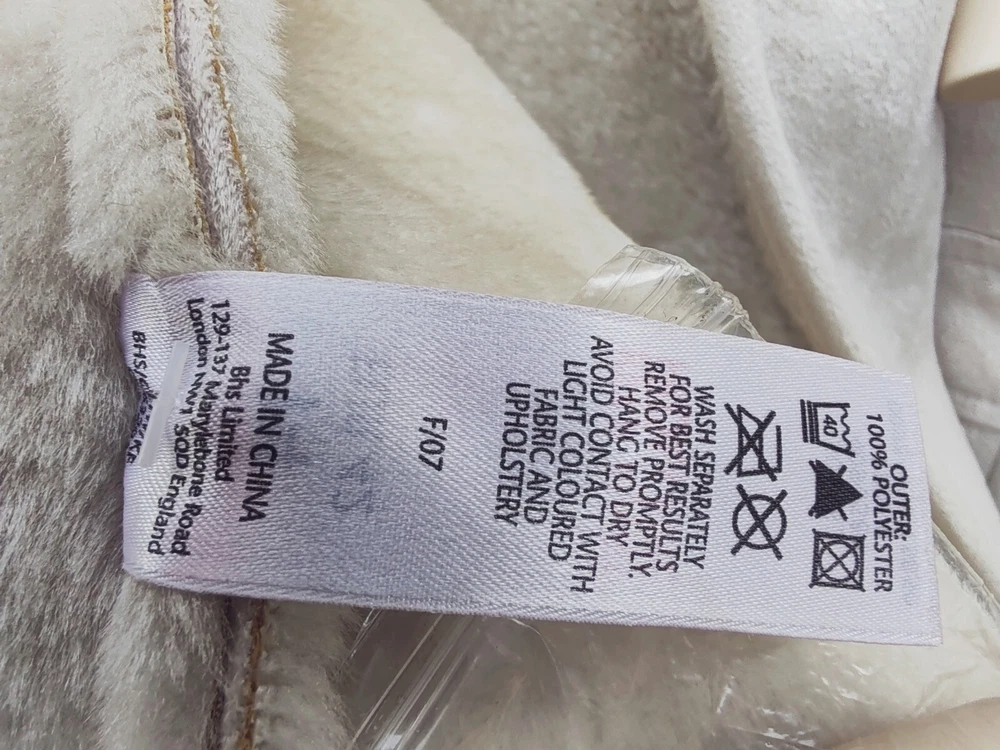 OUTER:
100% POLYESTER
40
WASH SEPARATELY
FOR BEST RESULTS
REMOVE PROMPTLY.
HANG TO DRY
AVOID CONTACT WITH
LIGHT COLOURED
FABRIC AND
UPHOLSTERY
F/07
MADE IN CHINA
Bhs Limited
129-137 Marylebone Road
London NW1 5QD England